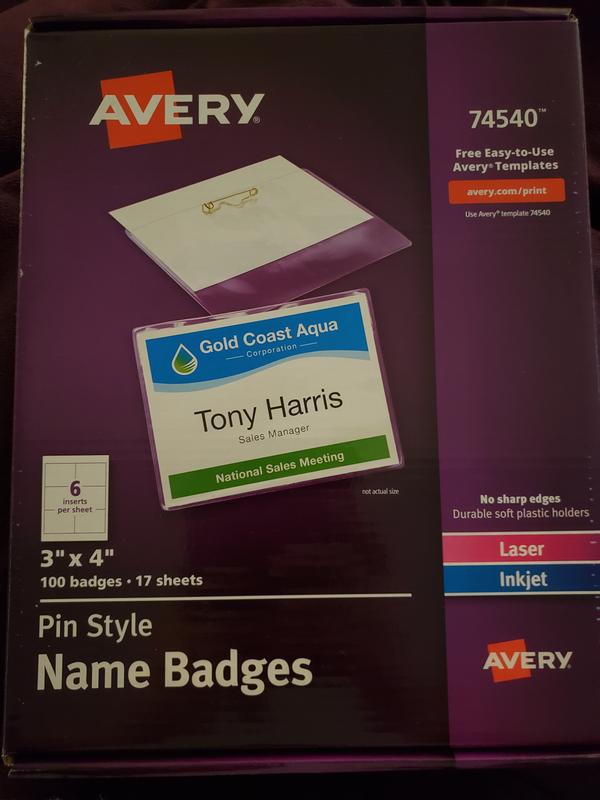 AVERY®
74540™
Free Easy-to-Use
Avery® Templates
avery.com/print
Use Avery® template 74540
Gold Coast Aqua
Corporation
Tony Harris
Sales Manager
National Sales Meeting
not actual size
6
inserts
per sheet
3" x 4"
100 badges • 17 sheets
Pin Style
Name Badges
No sharp edges
Durable soft plastic holders
Laser
Inkjet
AVERY®